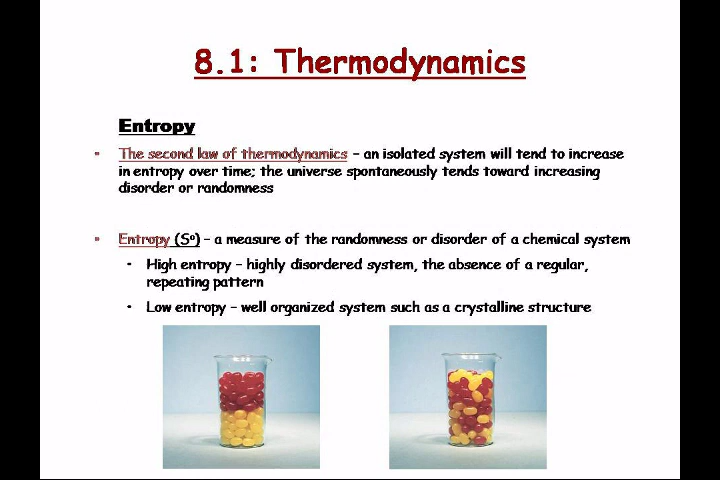 8.1: Thermodynamics
Entropy
- The second law of thermodynamics – an isolated system will tend to increase
in entropy over time; the universe spontaneously tends toward increasing
disorder or randomness
• Entropy (Sº) – a measure of the randomness or disorder of a chemical system
• High entropy – highly disordered system, the absence of a regular,
repeating pattern
• Low entropy – well organized system such as a crystalline structure